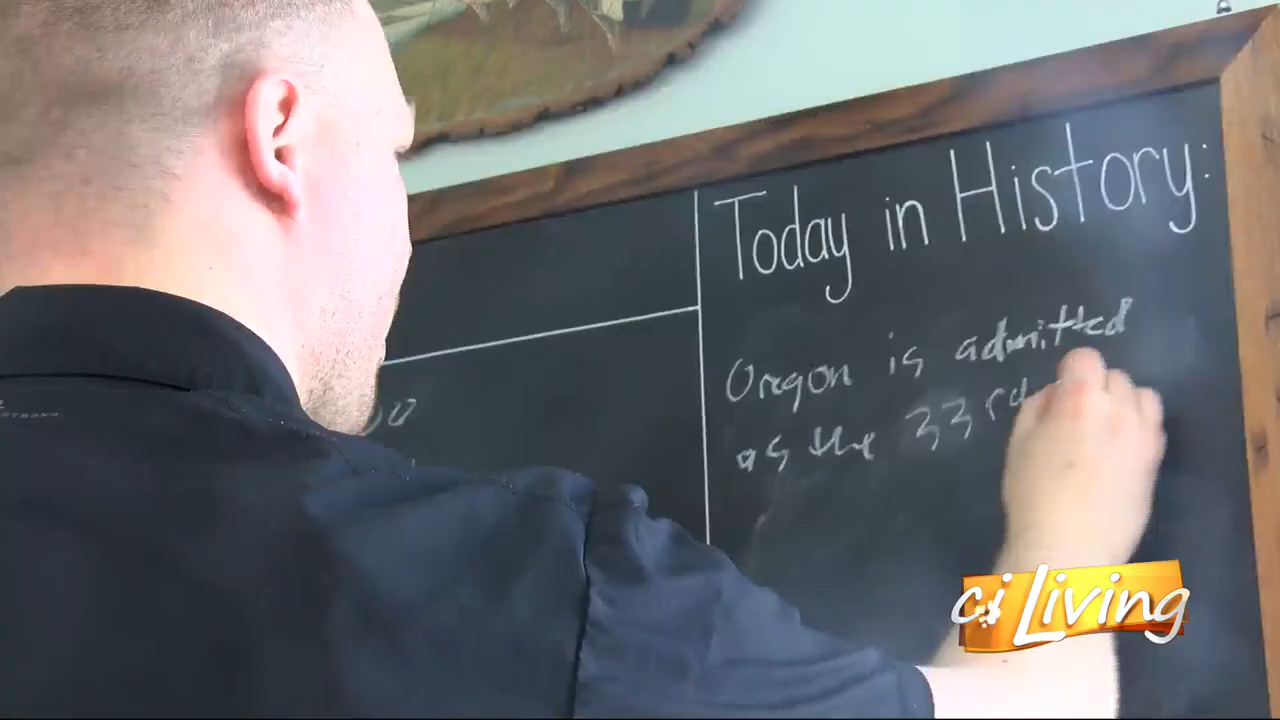 Today in History:
Oregon is admitted
as the 33rd
ci Living